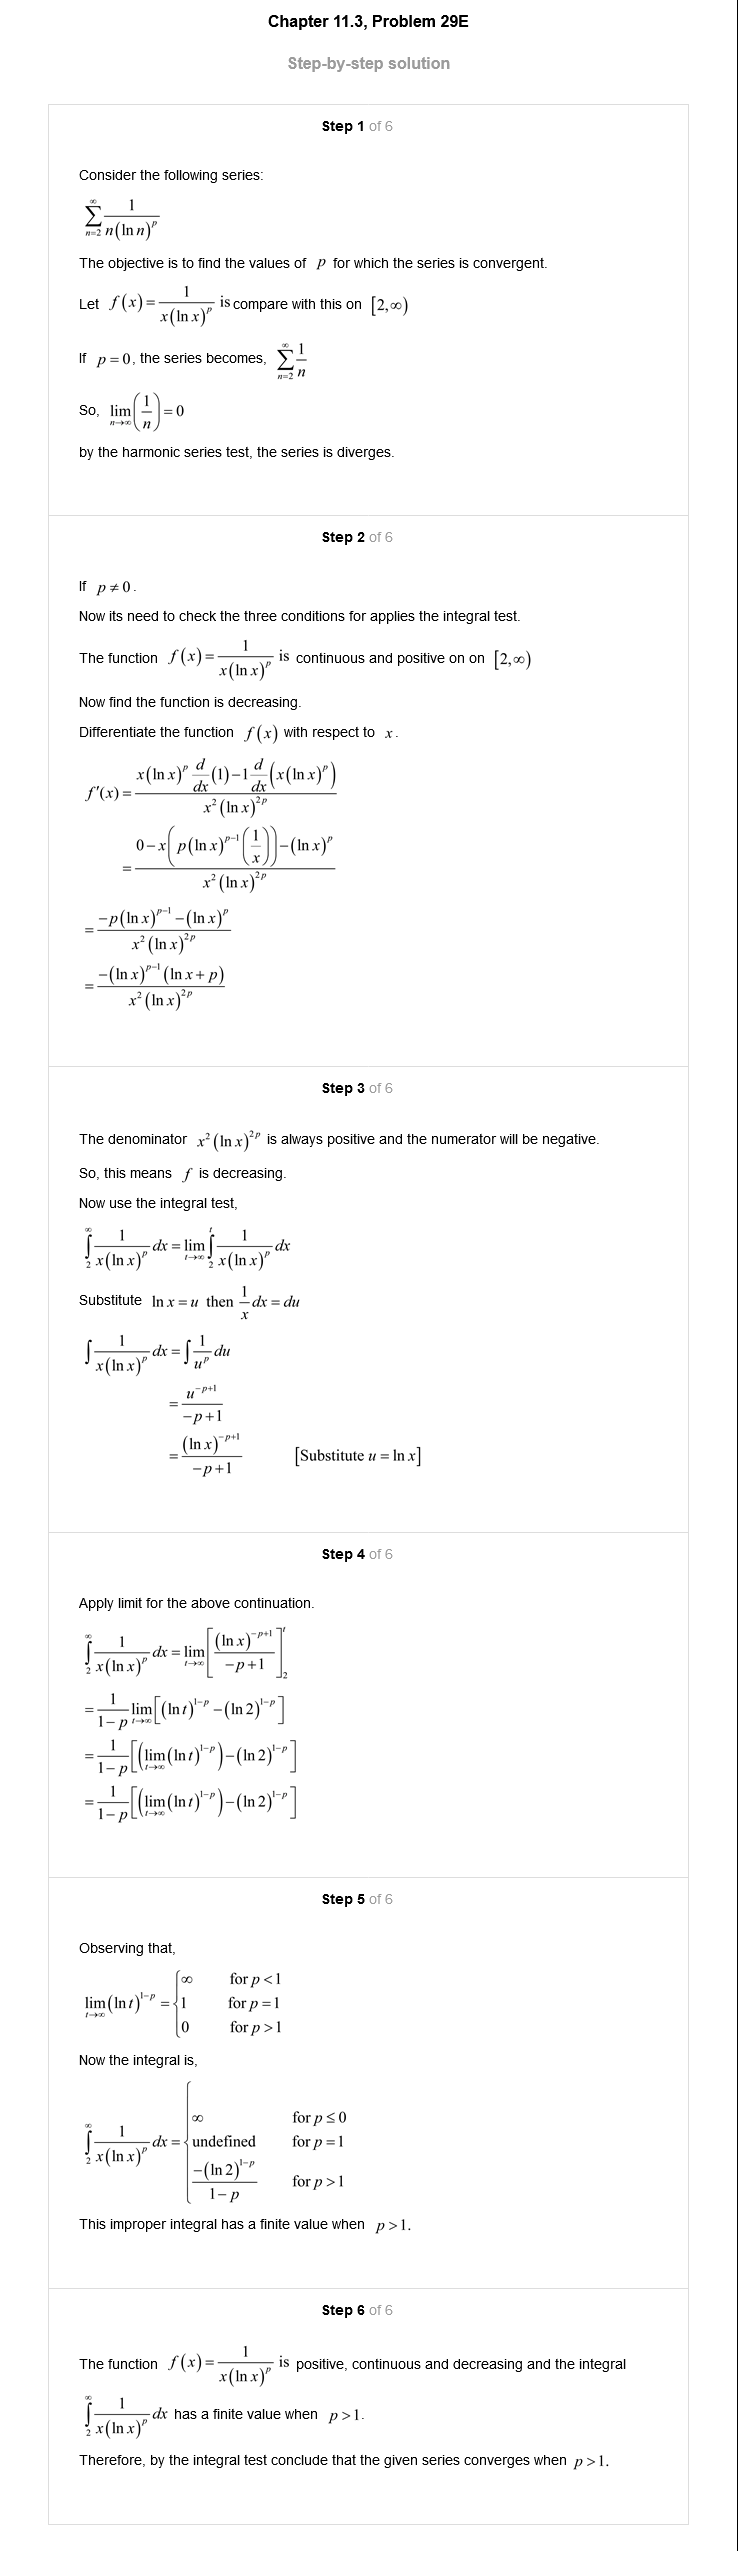 Chapter 11.3, Problem 29E
Step-by-step solution
Step 1 of 6
Consider the following series:
$\sum_{n=2}^{\infty} \frac{1}{n(\ln n)^p}$
The objective is to find the values of $p$ for which the series is convergent.
Let $f(x)=\frac{1}{x(\ln x)^p}$ is compare with this on $[2,\infty)$
If $p=0$, the series becomes, $\sum_{n=2}^{\infty} \frac{1}{n}$
So, $\lim_{n\to\infty}\left(\frac{1}{n}\right)=0$
by the harmonic series test, the series is diverges.
Step 2 of 6
If $p \neq 0$.
Now its need to check the three conditions for applies the integral test.
The function $f(x)=\frac{1}{x(\ln x)^p}$ is continuous and positive on on $[2,\infty)$
Now find the function is decreasing.
Differentiate the function $f(x)$ with respect to $x$.
$f'(x)=\frac{x(\ln x)^p \frac{d}{dx}(1)-1\frac{d}{dx}\left(x(\ln x)^p\right)}{x^2(\ln x)^{2p}}$
$=\frac{0-x\left(p(\ln x)^{p-1}\left(\frac{1}{x}\right)\right)-(\ln x)^p}{x^2(\ln x)^{2p}}$
$=\frac{-p(\ln x)^{p-1}-(\ln x)^p}{x^2(\ln x)^{2p}}$
$=\frac{-(\ln x)^{p-1}(\ln x+p)}{x^2(\ln x)^{2p}}$
Step 3 of 6
The denominator $x^2(\ln x)^{2p}$ is always positive and the numerator will be negative.
So, this means $f$ is decreasing.
Now use the integral test,
$\int_2^{\infty} \frac{1}{x(\ln x)^p}dx=\lim_{t\to\infty}\int_2^t \frac{1}{x(\ln x)^p}dx$
Substitute $\ln x=u$ then $\frac{1}{x}dx=du$
$\int \frac{1}{x(\ln x)^p}dx=\int \frac{1}{u^p}du$
$=\frac{u^{-p+1}}{-p+1}$
$=\frac{(\ln x)^{-p+1}}{-p+1}$ [Substitute $u=\ln x$]
Step 4 of 6
Apply limit for the above continuation.
$\int_2^{\infty} \frac{1}{x(\ln x)^p}dx=\lim_{t\to\infty}\left[\frac{(\ln x)^{-p+1}}{-p+1}\right]_2^t$
$=\frac{1}{1-p}\lim_{t\to\infty}\left[(\ln t)^{1-p}-(\ln 2)^{1-p}\right]$
$=\frac{1}{1-p}\left[\left(\lim_{t\to\infty}(\ln t)^{1-p}\right)-(\ln 2)^{1-p}\right]$
$=\frac{1}{1-p}\left[\left(\lim_{t\to\infty}(\ln t)^{1-p}\right)-(\ln 2)^{1-p}\right]$
Step 5 of 6
Observing that,
$\lim_{t\to\infty}(\ln t)^{1-p}=\begin{cases}\infty & \text{for } p<1\\ 1 & \text{for } p=1\\ 0 & \text{for } p>1\end{cases}$
Now the integral is,
$\int_2^{\infty} \frac{1}{x(\ln x)^p}dx=\begin{cases}\infty & \text{for } p\leq 0\\ \text{undefined} & \text{for } p=1\\ \frac{-(\ln 2)^{1-p}}{1-p} & \text{for } p>1\end{cases}$
This improper integral has a finite value when $p>1$.
Step 6 of 6
The function $f(x)=\frac{1}{x(\ln x)^p}$ is positive, continuous and decreasing and the integral
$\int_2^{\infty} \frac{1}{x(\ln x)^p}dx$ has a finite value when $p>1$.
Therefore, by the integral test conclude that the given series converges when $p>1$.